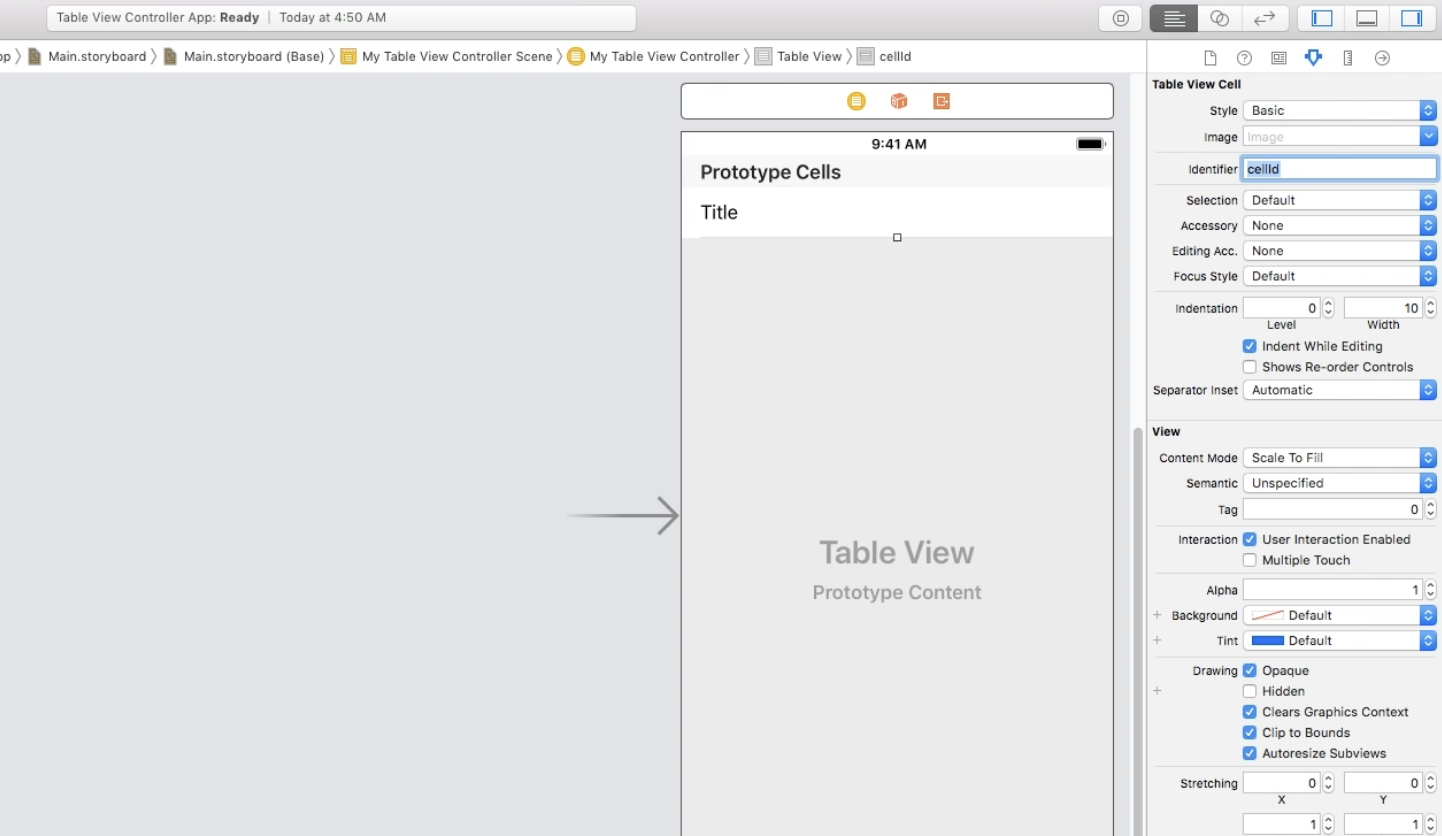 Table View Controller App: Ready | Today at 4:50 AM
Main.storyboard Main.storyboard (Base) My Table View Controller Scene My Table View Controller Table View cellId
Table View Cell
Style Basic
Image Image
Identifier cellId
Selection Default
Accessory None
Editing Acc. None
Focus Style Default
Indentation 0 10
Level Width
Indent While Editing
Shows Re-order Controls
Separator Inset Automatic
View
Content Mode Scale To Fill
Semantic Unspecified
Tag 0
Interaction User Interaction Enabled
Multiple Touch
Alpha 1
Background Default
Tint Default
Drawing Opaque
Hidden
Clears Graphics Context
Clip to Bounds
Autoresize Subviews
Stretching 0 0
X Y
1 1
9:41 AM
Prototype Cells
Title
Table View
Prototype Content